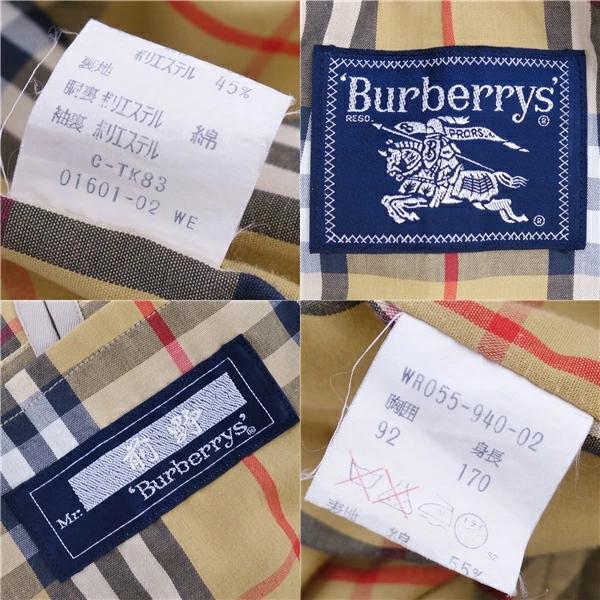 ポリエステル 45%
裏地
胴裏 ポリエステル
袖裏 ポリエステル 綿
C-TK83
01601-02 WE
'Burberrys'®
REGD.
PRORSUM
®
前野
Mr. 'Burberrys'®
WR055-940-02
胸囲 身長
92 170
表地 綿 55%